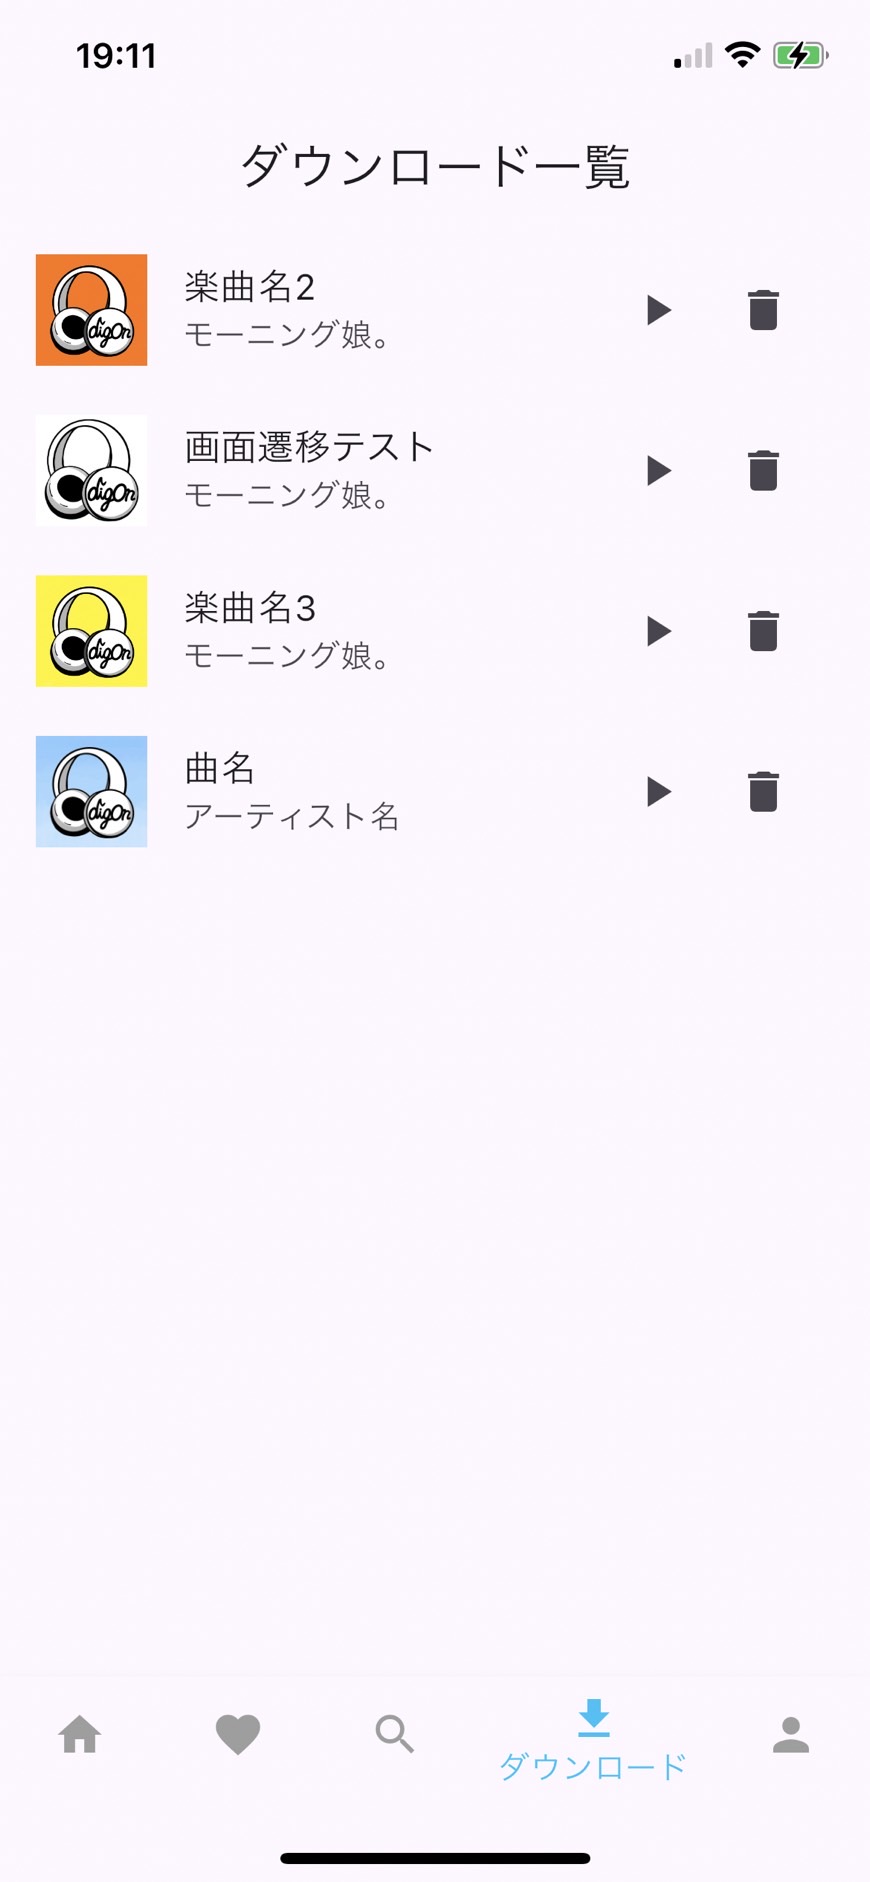 19:11
ダウンロード一覧
digOn
楽曲名2
モーニング娘。
digOn
画面遷移テスト
モーニング娘。
digOn
楽曲名3
モーニング娘。
digOn
曲名
アーティスト名
ダウンロード